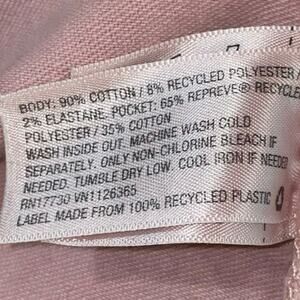 BODY: 90% COTTON / 8% RECYCLED POLYESTER /
2% ELASTANE. POCKET: 65% REPREVE® RECYCLE
POLYESTER / 35% COTTON
WASH INSIDE OUT. MACHINE WASH COLD
SEPARATELY. ONLY NON-CHLORINE BLEACH IF
NEEDED. TUMBLE DRY LOW. COOL IRON IF NEEDED
RN17730 VN1126365
LABEL MADE FROM 100% RECYCLED PLASTIC